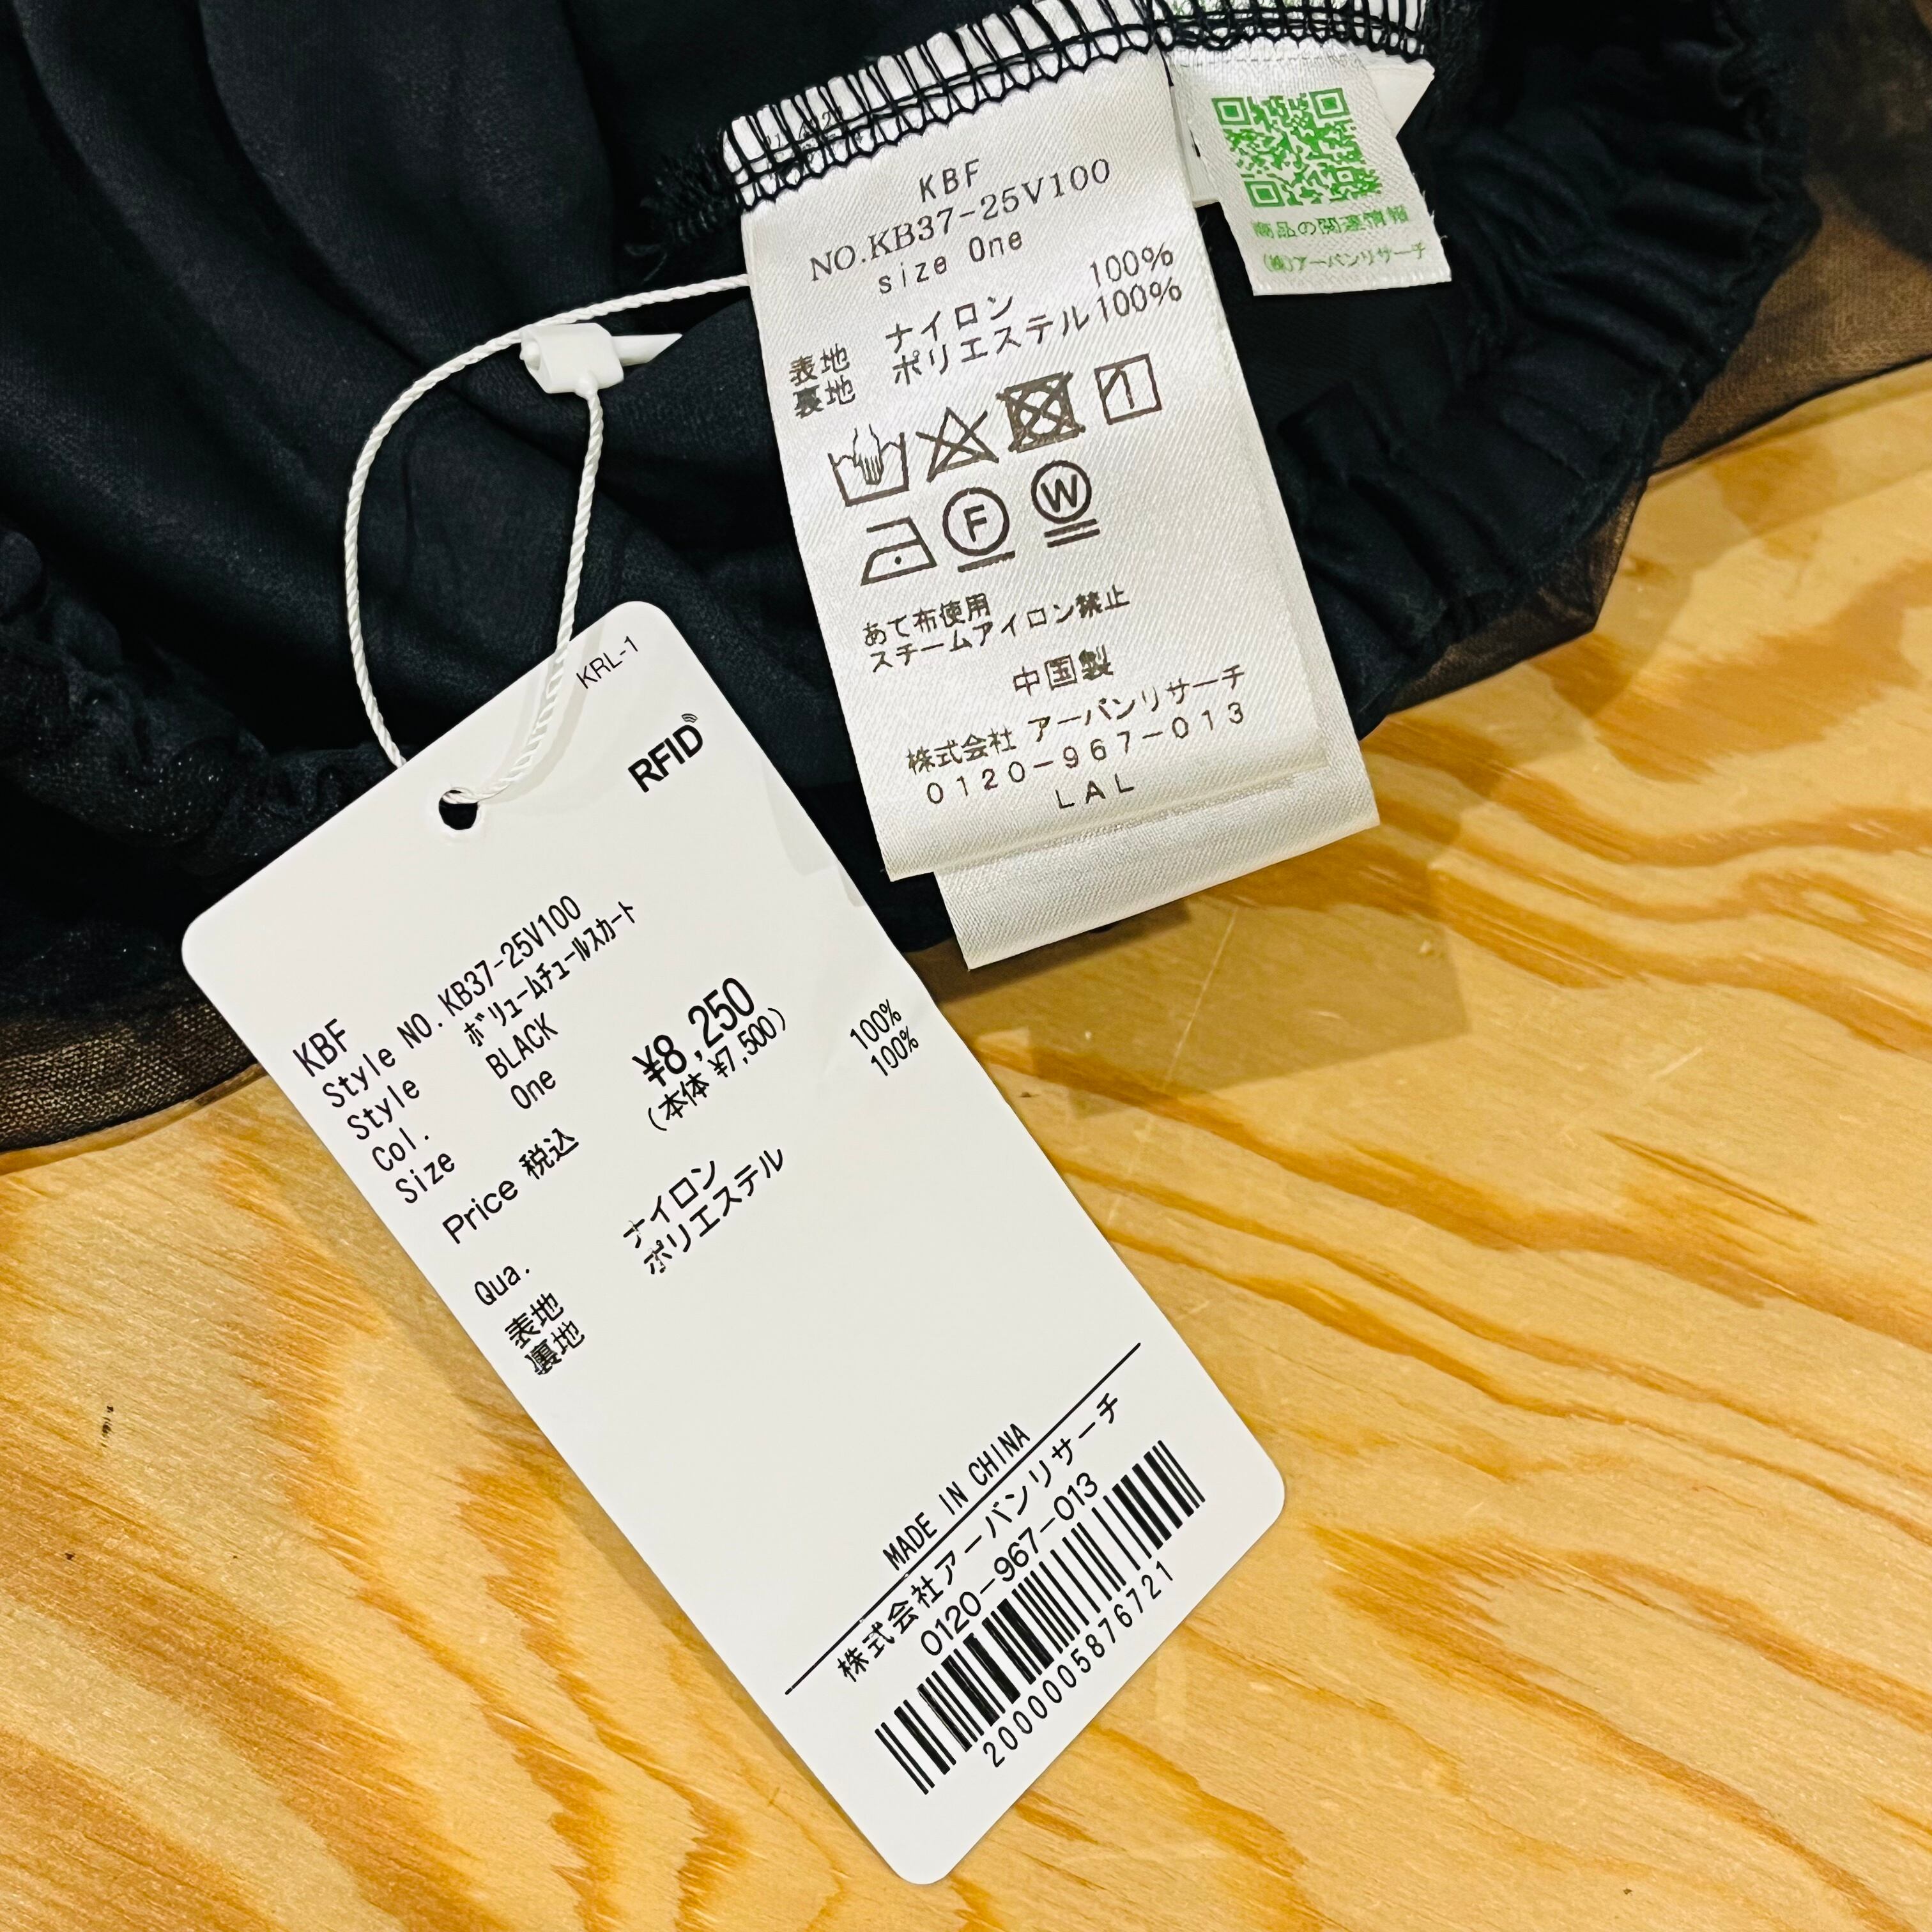 KBF
NO.KB37-25V100
size One
表地 ナイロン 100%
裏地 ポリエステル 100%
F
W
あて布使用
スチームアイロン禁止
中国製
株式会社 アーバンリサーチ
0120-967-013
LAL
商品の関連情報
(株)アーバンリサーチ
KRL-1
RFID
KBF
Style NO. KB37-25V100
Style ボリュームチュールスカート
Col. BLACK
Size One
Price 税込 ¥8,250
(本体 ¥7,500)
Qua.
表地 ナイロン 100%
裏地 ポリエステル 100%
MADE IN CHINA
株式会社アーバンリサーチ
0120-967-013
2000005876721